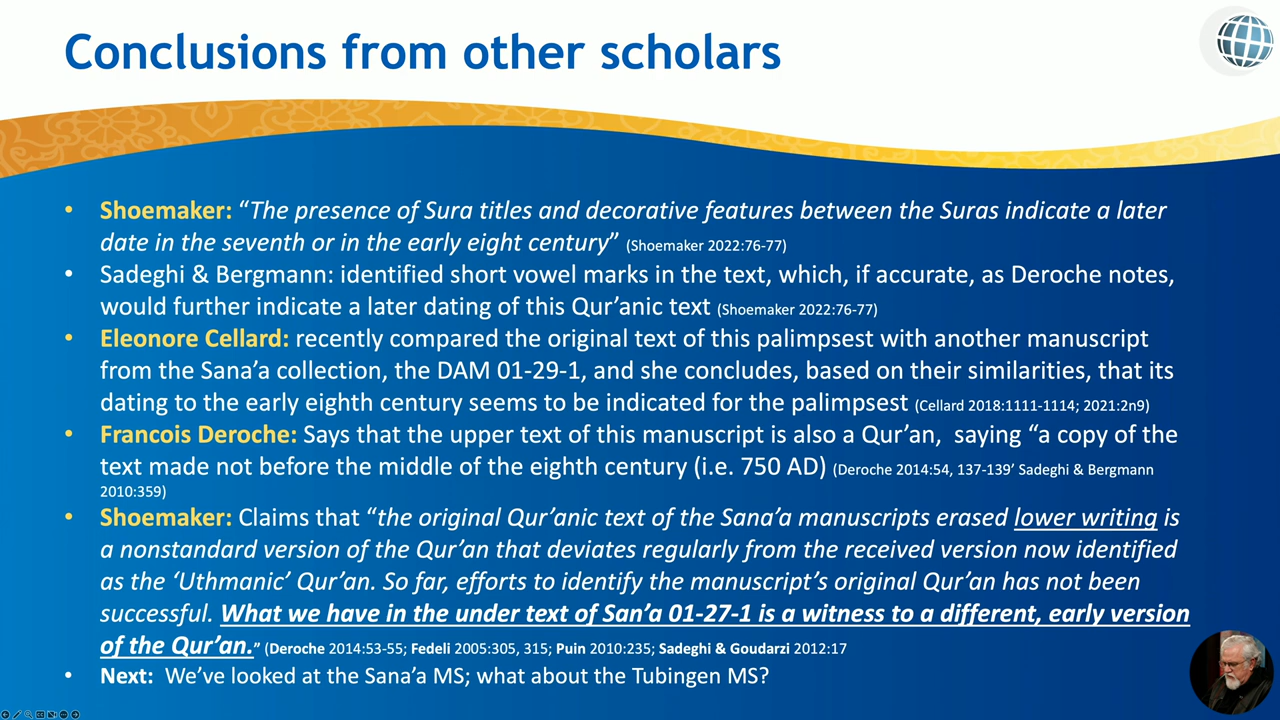 Conclusions from other scholars
• Shoemaker: “The presence of Sura titles and decorative features between the Suras indicate a later
date in the seventh or in the early eight century” (Shoemaker 2022:76-77)
• Sadeghi & Bergmann: identified short vowel marks in the text, which, if accurate, as Deroche notes,
would further indicate a later dating of this Qur’anic text (Shoemaker 2022:76-77)
• Eleonore Cellard: recently compared the original text of this palimpsest with another manuscript
from the Sana’a collection, the DAM 01-29-1, and she concludes, based on their similarities, that its
dating to the early eighth century seems to be indicated for the palimpsest (Cellard 2018:1111-1114; 2021:2n9)
• Francois Deroche: Says that the upper text of this manuscript is also a Qur’an, saying “a copy of the
text made not before the middle of the eighth century (i.e. 750 AD) (Deroche 2014:54, 137-139’ Sadeghi & Bergmann
2010:359)
• Shoemaker: Claims that “the original Qur’anic text of the Sana’a manuscripts erased lower writing is
a nonstandard version of the Qur’an that deviates regularly from the received version now identified
as the ‘Uthmanic’ Qur’an. So far, efforts to identify the manuscript’s original Qur’an has not been
successful. What we have in the under text of San’a 01-27-1 is a witness to a different, early version
of the Qur’an.” (Deroche 2014:53-55; Fedeli 2005:305, 315; Puin 2010:235; Sadeghi & Goudarzi 2012:17
• Next: We’ve looked at the Sana’a MS; what about the Tubingen MS?